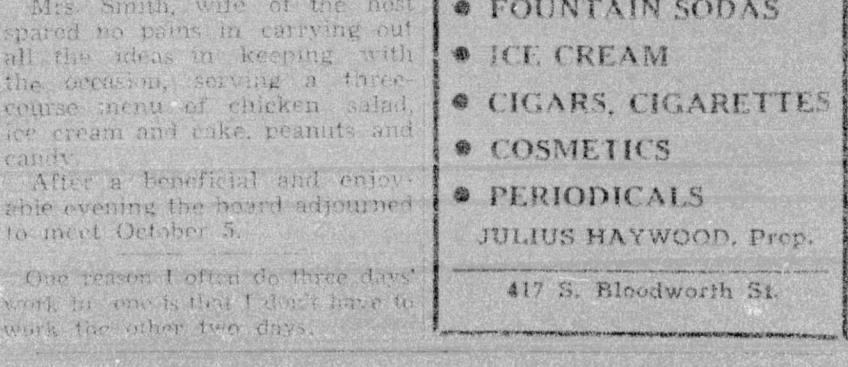 Mrs. Smith, wife of the host
spared no pains in carrying out
all the ideas in keeping with
the occasion, serving a three-
course menu of chicken salad,
ice cream and cake, peanuts and
candy.
After a beneficial and enjoy-
able evening the board adjourned
to meet October 5.
One reason I often do three days'
work in one is that I don't have to
work the other two days.
• FOUNTAIN SODAS
• ICE CREAM
• CIGARS, CIGARETTES
• COSMETICS
• PERIODICALS
JULIUS HAYWOOD, Prop.
417 S. Bloodworth St.